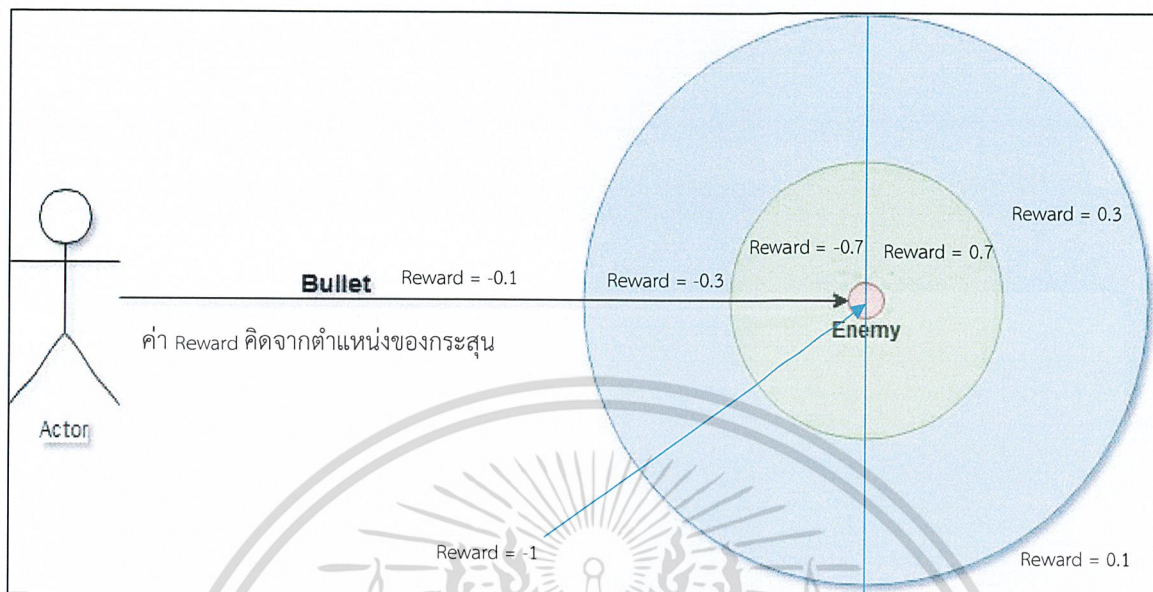 Reward = 0.3
Reward = -0.7
Reward = 0.7
Bullet
Reward = -0.1
Reward = -0.3
Enemy
ค่า Reward คิดจากตำแหน่งของกระสุน
Actor
Reward = -1
Reward = 0.1